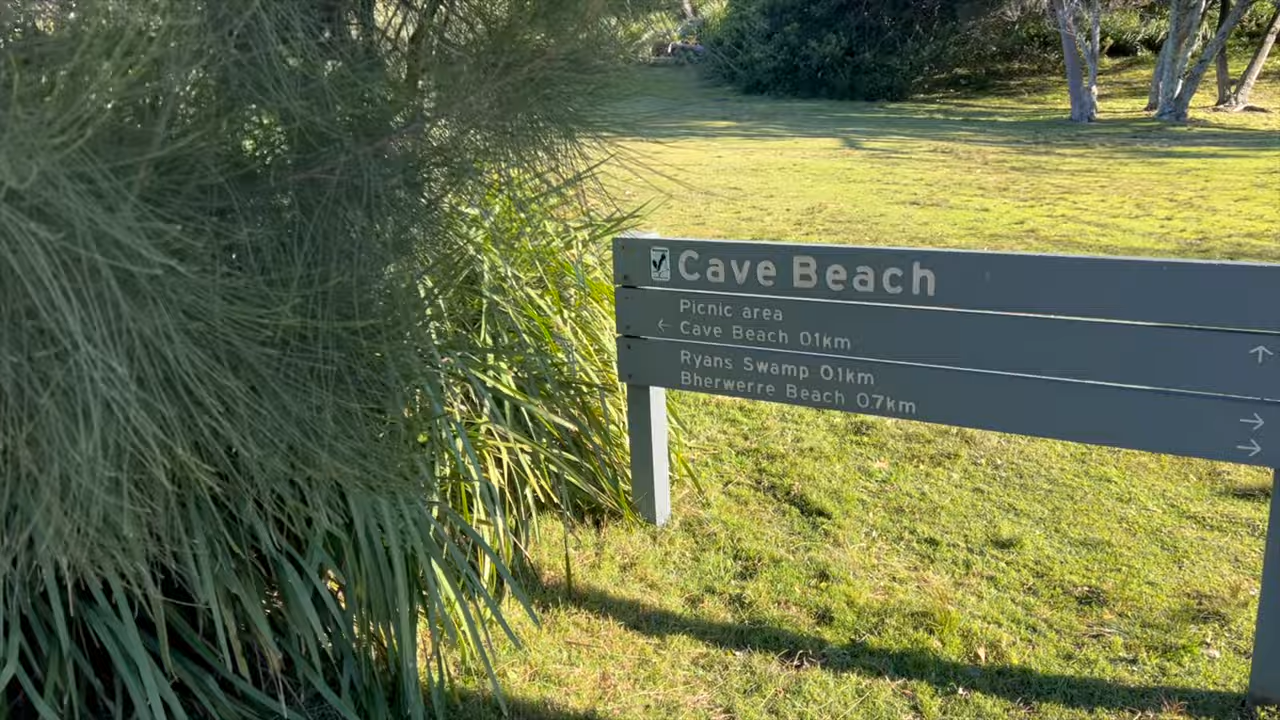 Cave Beach
Picnic area ↑
← Cave Beach 0.1km
Ryans Swamp 0.1km →
Bherwerre Beach 0.7km →